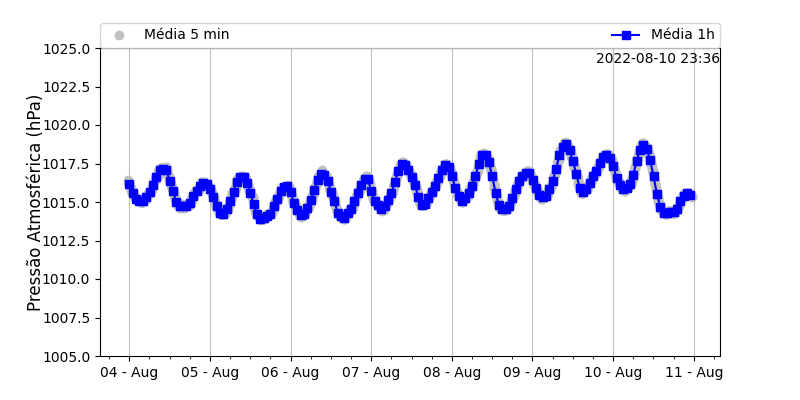 Média 5 min
Média 1h
2022-08-10 23:36
Pressão Atmosférica (hPa)
1025.0
1022.5
1020.0
1017.5
1015.0
1012.5
1010.0
1007.5
1005.0
04 - Aug
05 - Aug
06 - Aug
07 - Aug
08 - Aug
09 - Aug
10 - Aug
11 - Aug